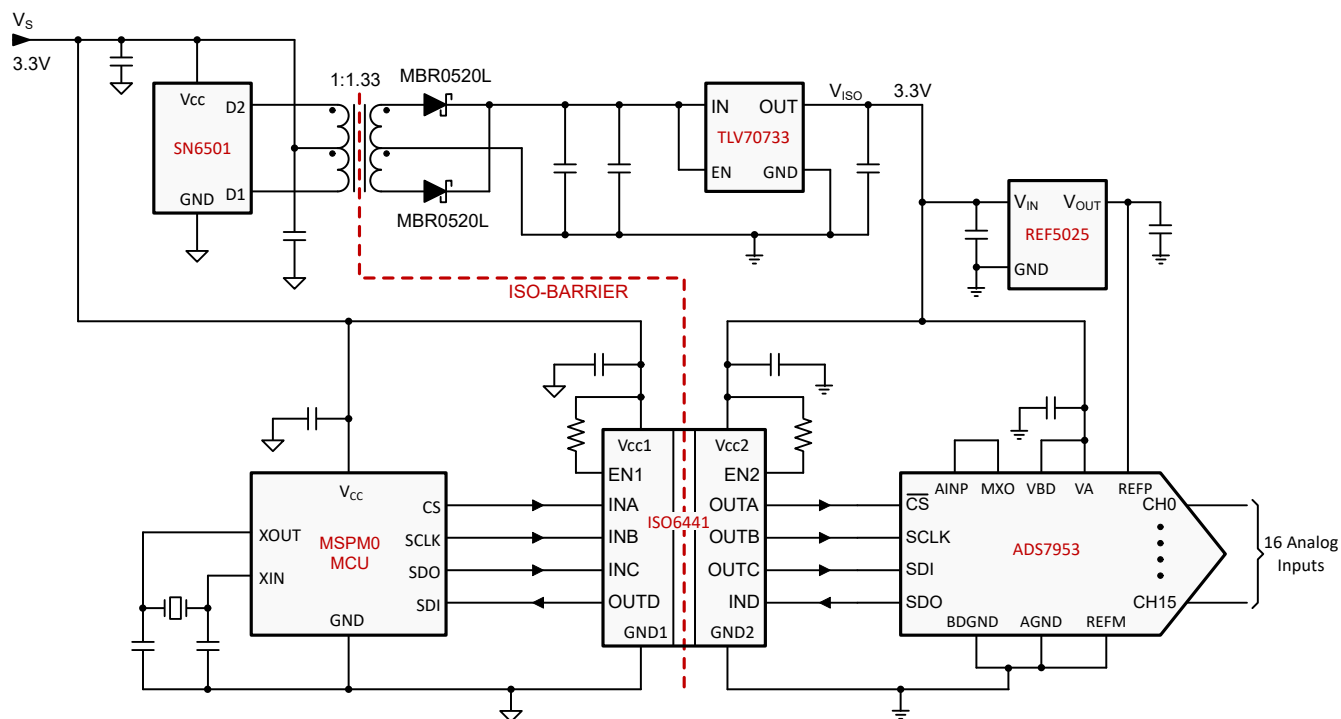 VS
3.3V
1:1.33
MBR0520L
MBR0520L
Vcc
D2
SN6501
GND
D1
IN
OUT
TLV70733
EN
GND
VISO
3.3V
VIN
VOUT
REF5025
GND
ISO-BARRIER
Vcc1
EN1
INA
INB
INC
OUTD
GND1
ISO6441
Vcc2
EN2
OUTA
OUTB
OUTC
IND
GND2
VCC
XOUT
XIN
MSPM0
MCU
CS
SCLK
SDO
SDI
GND
AINP
MXO
VBD
VA
REFP
CS
SCLK
SDI
SDO
ADS7953
CH0
CH15
BDGND
AGND
REFM
16 Analog
Inputs